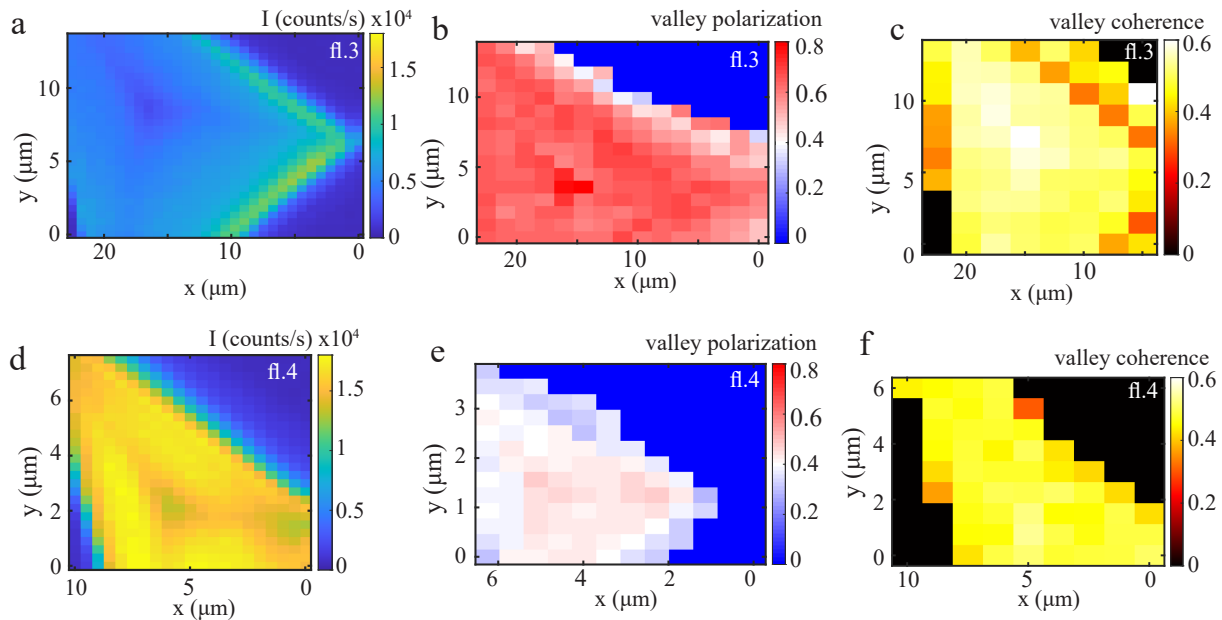 a
I (counts/s) x10⁴
fl.3
1.5
1
0.5
0
10
5
0
20
10
0
y (μm)
x (μm)
b
valley polarization
fl.3
0.8
0.6
0.4
0.2
0
10
5
0
20
10
0
y (μm)
x (μm)
c
valley coherence
fl.3
0.6
0.4
0.2
0
10
5
0
20
10
y (μm)
x (μm)
d
I (counts/s) x10⁴
fl.4
1.5
1
0.5
0
6
4
2
0
10
5
0
y (μm)
x (μm)
e
valley polarization
fl.4
0.8
0.6
0.4
0.2
0
3
2
1
0
6
4
2
0
y (μm)
x (μm)
f
valley coherence
fl.4
0.6
0.4
0.2
0
6
4
2
0
10
5
0
y (μm)
x (μm)